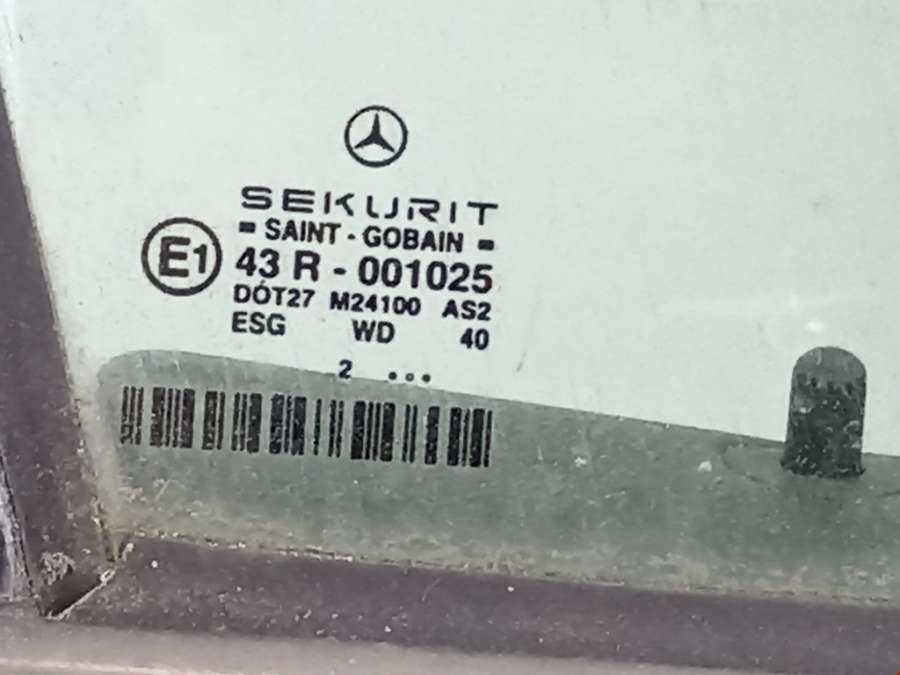 SEKURIT
= SAINT - GOBAIN =
E1 43 R - 001025
DOT27 M24100 AS2
ESG WD 40
2 ...